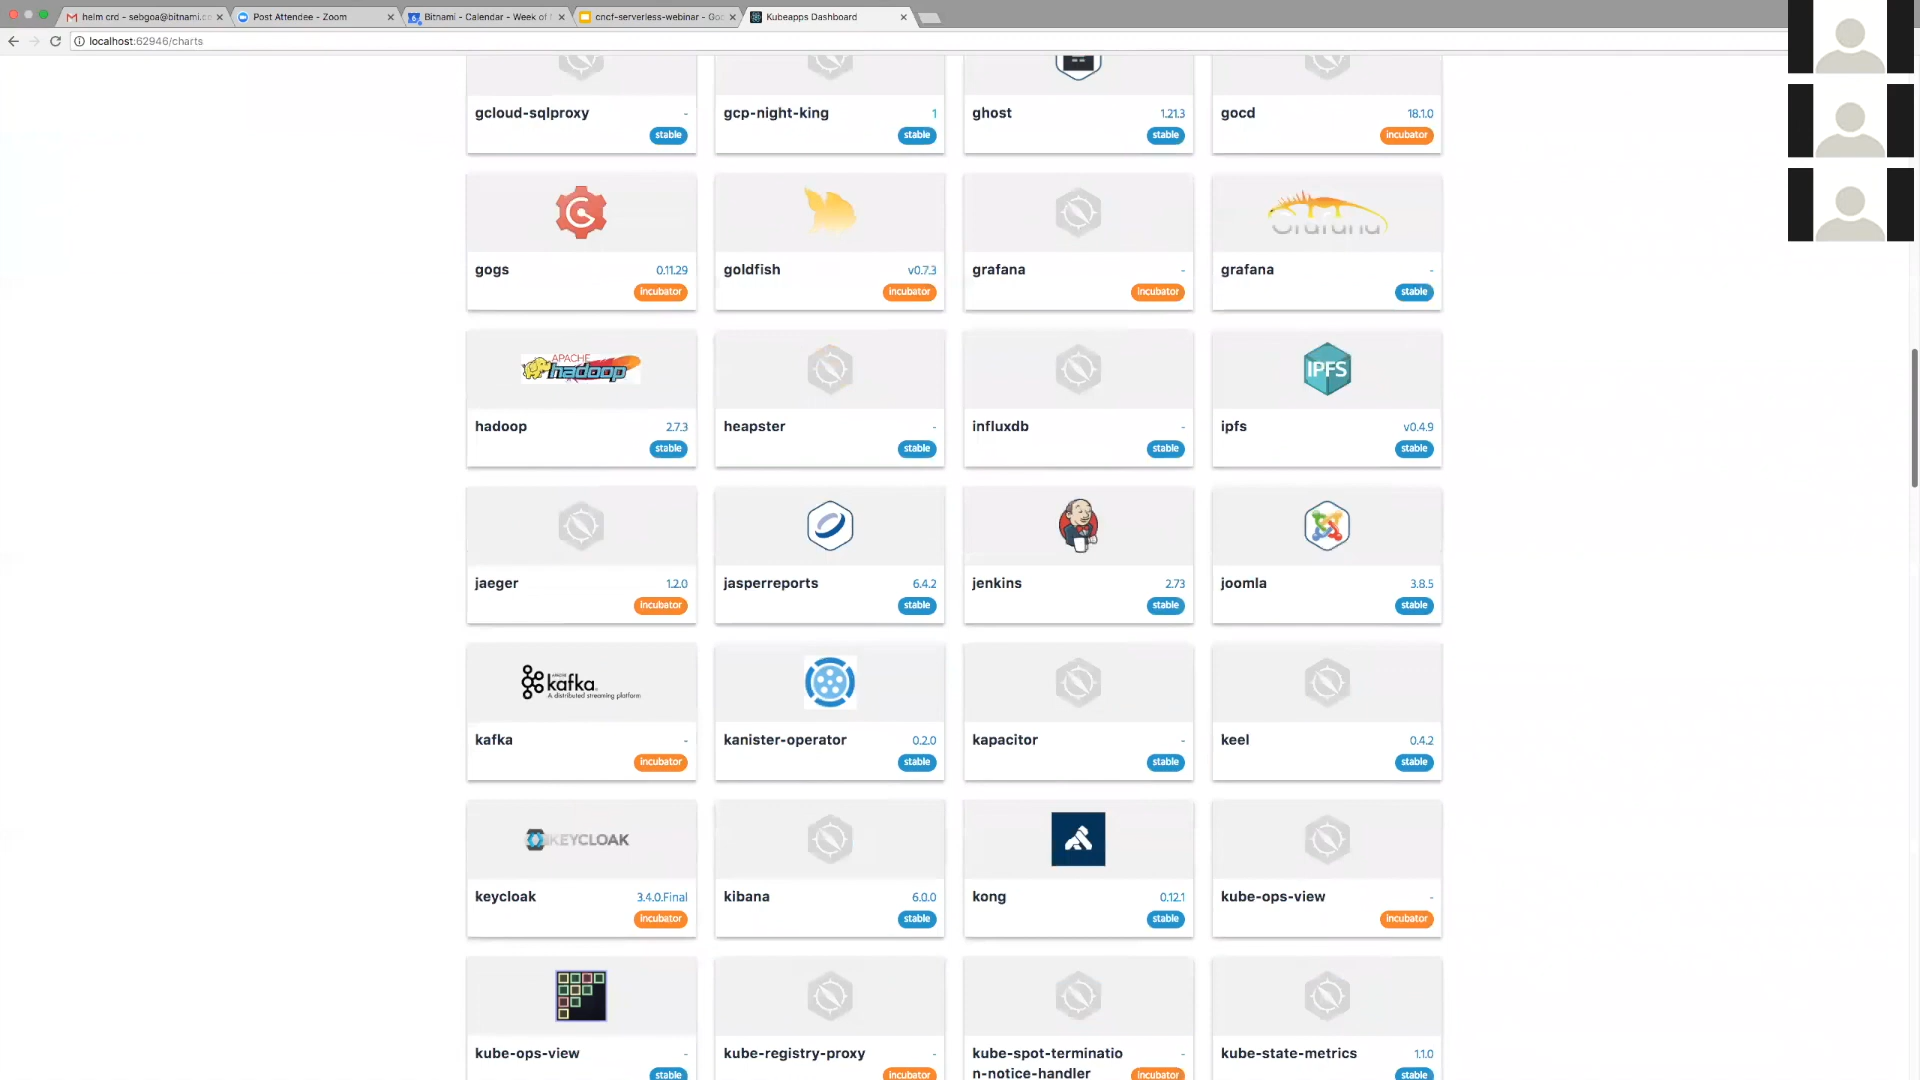 helm crd - sebgoa@bitnami.c
Post Attendee - Zoom
Bitnami - Calendar - Week of
cncf-serverless-webinar - Goo
Kubeapps Dashboard
localhost:62946/charts
gcloud-sqlproxy -
stable
gcp-night-king 1
stable
ghost 1.21.3
stable
gocd 18.1.0
incubator
gogs 0.11.29
incubator
goldfish v0.7.3
incubator
grafana -
incubator
Grafana
grafana -
stable
APACHE
hadoop
hadoop 2.7.3
stable
heapster -
stable
influxdb -
stable
IPFS
ipfs v0.4.9
stable
jaeger 1.2.0
incubator
jasperreports 6.4.2
stable
jenkins 2.73
stable
joomla 3.8.5
stable
APACHE
kafka
A distributed streaming platform
kafka -
incubator
kanister-operator 0.2.0
stable
kapacitor -
stable
keel 0.4.2
stable
KEYCLOAK
keycloak 3.4.0.Final
incubator
kibana 6.0.0
stable
kong 0.12.1
stable
kube-ops-view -
incubator
kube-ops-view -
stable
kube-registry-proxy -
incubator
kube-spot-terminatio -
n-notice-handler
incubator
kube-state-metrics 1.1.0
stable